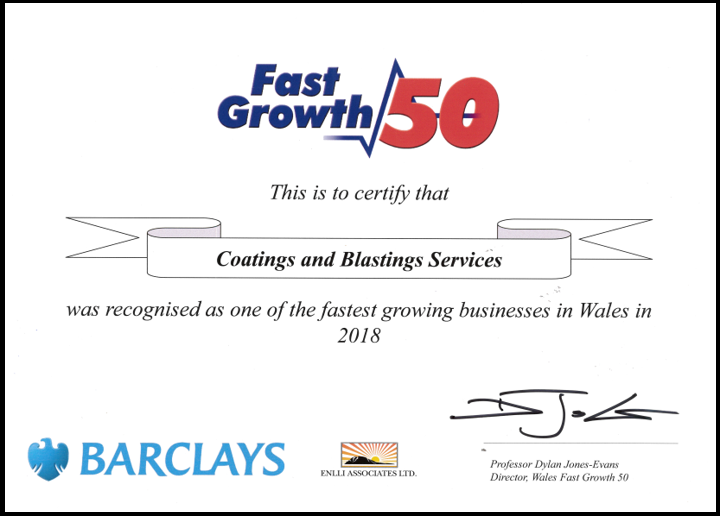 Fast
Growth 50
This is to certify that
Coatings and Blastings Services
was recognised as one of the fastest growing businesses in Wales in
2018
BARCLAYS
ENLLI ASSOCIATES LTD.
Professor Dylan Jones-Evans
Director, Wales Fast Growth 50